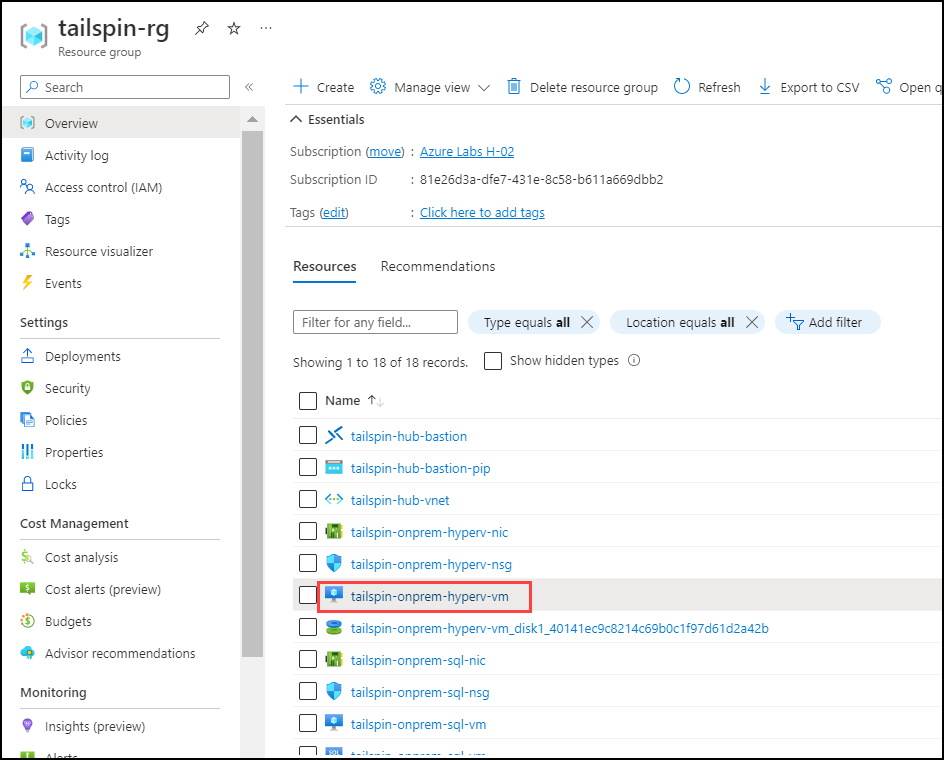 tailspin-rg
Resource group
Search
Overview
Activity log
Access control (IAM)
Tags
Resource visualizer
Events
Settings
Deployments
Security
Policies
Properties
Locks
Cost Management
Cost analysis
Cost alerts (preview)
Budgets
Advisor recommendations
Monitoring
Insights (preview)
Alerts
Create Manage view Delete resource group Refresh Export to CSV Open q
Essentials
Subscription (move) : Azure Labs H-02
Subscription ID : 81e26d3a-dfe7-431e-8c58-b611a669dbb2
Tags (edit) : Click here to add tags
Resources Recommendations
Filter for any field... Type equals all Location equals all Add filter
Showing 1 to 18 of 18 records. Show hidden types
Name
tailspin-hub-bastion
tailspin-hub-bastion-pip
tailspin-hub-vnet
tailspin-onprem-hyperv-nic
tailspin-onprem-hyperv-nsg
tailspin-onprem-hyperv-vm
tailspin-onprem-hyperv-vm_disk1_40141ec9c8214c69b0c1f97d61d2a42b
tailspin-onprem-sql-nic
tailspin-onprem-sql-nsg
tailspin-onprem-sql-vm
tailspin-onprem-sql-vm